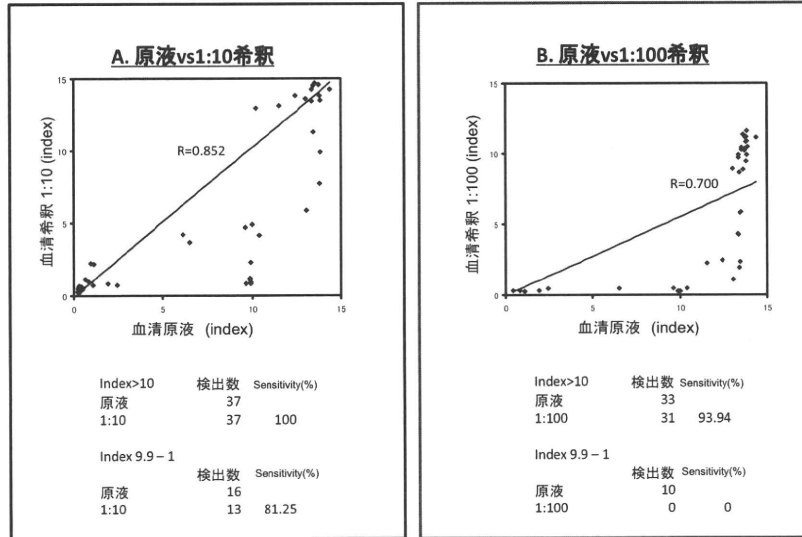 A. 原液vs1:10希釈
15
10
5
0
0
5
10
15
血清希釈 1:10 (index)
R=0.852
血清原液 (index)
Index>10 検出数 Sensitivity(%)
原液 37
1:10 37 100
Index 9.9 – 1
検出数 Sensitivity(%)
原液 16
1:10 13 81.25
B. 原液vs1:100希釈
15
10
5
0
0
5
10
15
血清希釈 1:100 (index)
R=0.700
血清原液 (index)
Index>10 検出数 Sensitivity(%)
原液 33
1:100 31 93.94
Index 9.9 – 1
検出数 Sensitivity(%)
原液 10
1:100 0 0